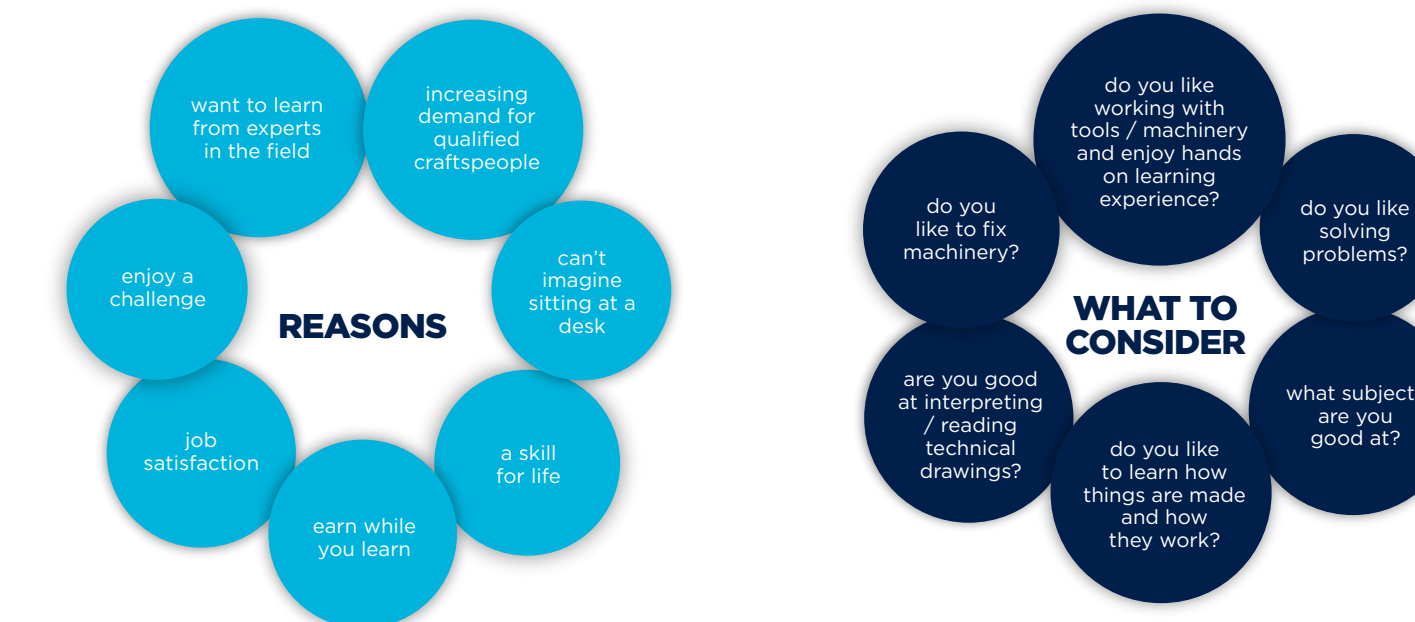 want to learn
from experts
in the field
increasing
demand for
qualified
craftspeople
can't
imagine
sitting at a
desk
a skill
for life
earn while
you learn
job
satisfaction
enjoy a
challenge
REASONS
do you like
working with
tools / machinery
and enjoy hands
on learning
experience?
do you like
solving
problems?
what subject
are you
good at?
do you like
to learn how
things are made
and how
they work?
are you good
at interpreting
/ reading
technical
drawings?
do you
like to fix
machinery?
WHAT TO
CONSIDER